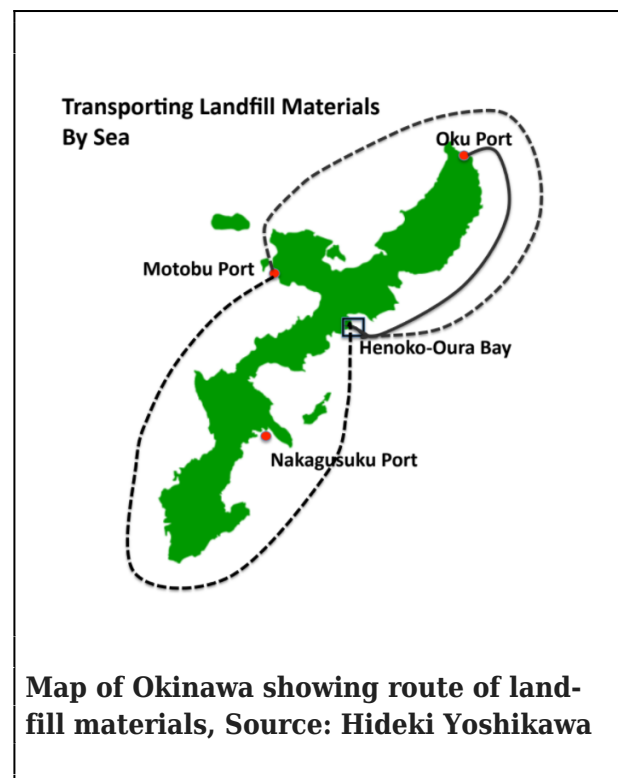 Transporting Landfill Materials
By Sea
Oku Port
Motobu Port
Henoko-Oura Bay
Nakagusuku Port
Map of Okinawa showing route of land-
fill materials, Source: Hideki Yoshikawa